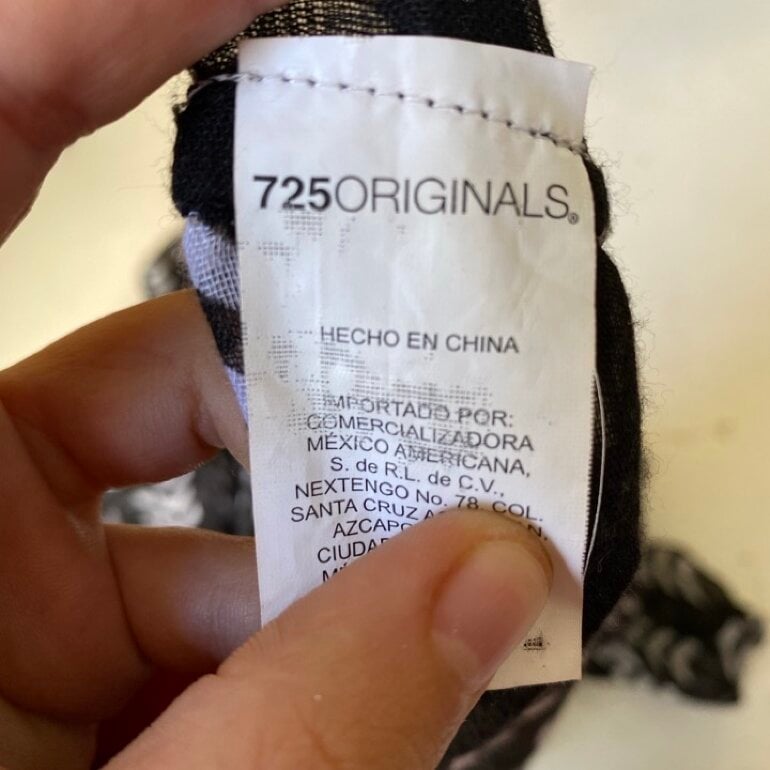 725ORIGINALS®
HECHO EN CHINA
IMPORTADO POR:
COMERCIALIZADORA
MÉXICO AMERICANA,
S. de R.L. de C.V.,
NEXTENGO No. 78, COL.
SANTA CRUZ